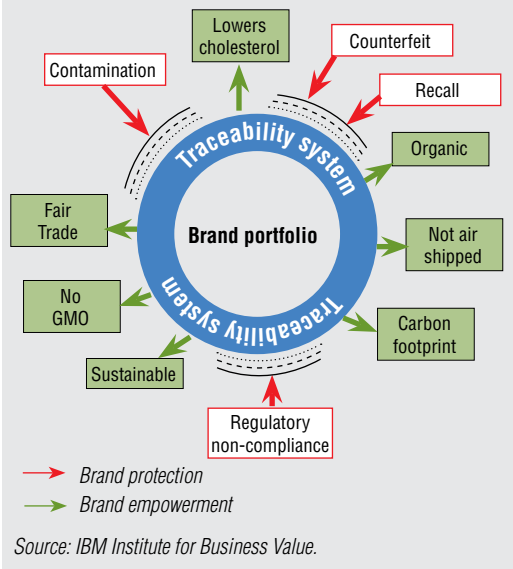 Lowers
cholesterol
Counterfeit
Contamination
Recall
Traceability system
Organic
Fair
Trade
Brand portfolio
Not air
shipped
No
GMO
Traceability system
Carbon
footprint
Sustainable
Regulatory
non-compliance
Brand protection
Brand empowerment
Source: IBM Institute for Business Value.